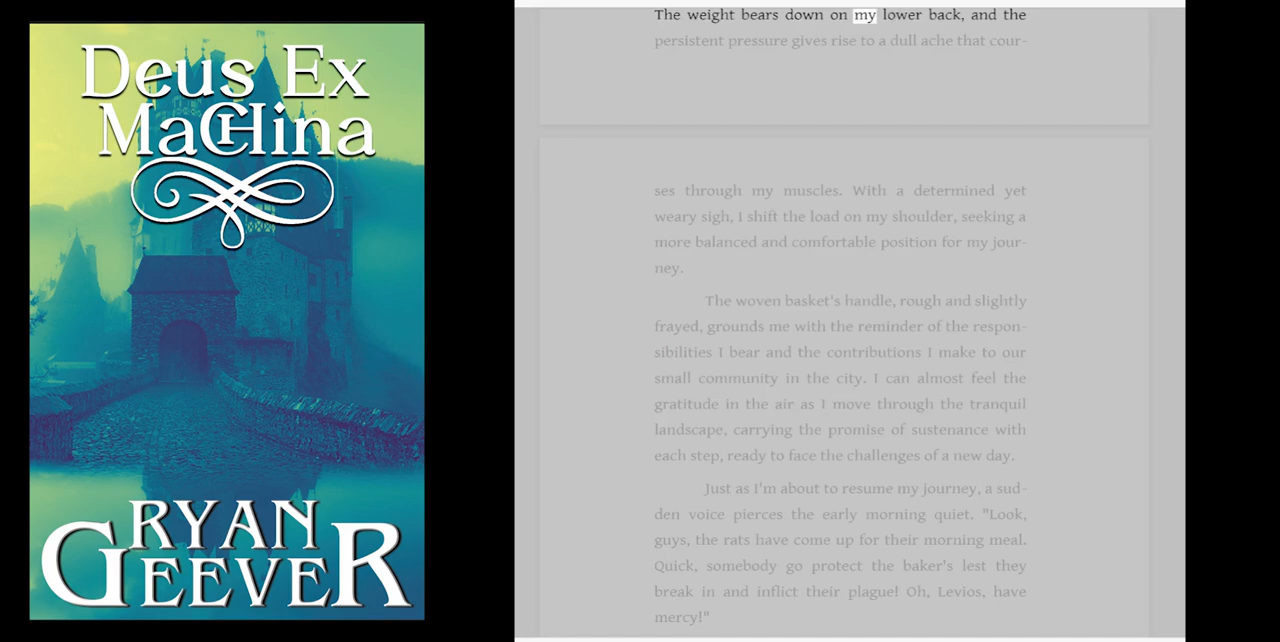 Deus Ex
Machina
RYAN
GEEVER
The weight bears down on my lower back, and the
persistent pressure gives rise to a dull ache that cour-
ses through my muscles. With a determined yet
weary sigh, I shift the load on my shoulder, seeking a
more balanced and comfortable position for my jour-
ney.
The woven basket's handle, rough and slightly
frayed, grounds me with the reminder of the respon-
sibilities I bear and the contributions I make to our
small community in the city. I can almost feel the
gratitude in the air as I move through the tranquil
landscape, carrying the promise of sustenance with
each step, ready to face the challenges of a new day.
Just as I'm about to resume my journey, a sud-
den voice pierces the early morning quiet. "Look,
guys, the rats have come up for their morning meal.
Quick, somebody go protect the baker's lest they
break in and inflict their plague! Oh, Levios, have
mercy!"